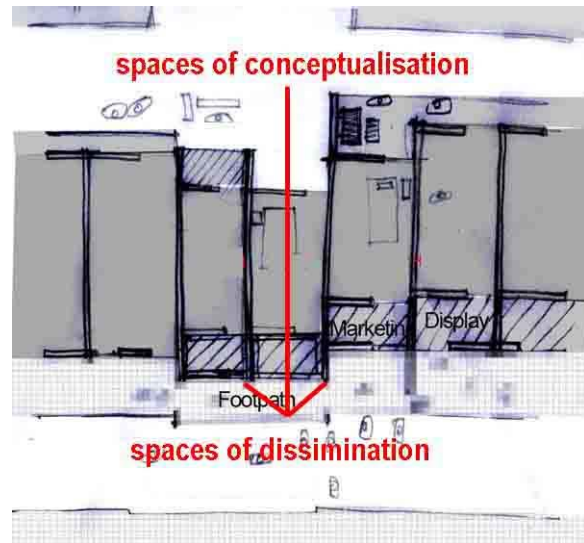 spaces of conceptualisation
Marketin Display
Footpath
spaces of dissimination